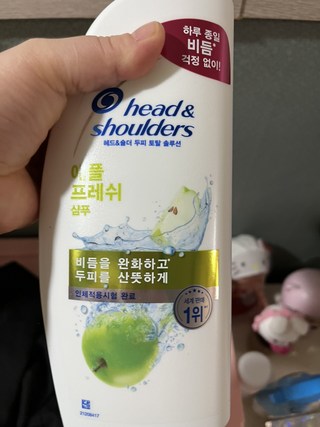 하루 종일
비듬*
걱정 없이!
head &
shoulders
헤드&숄더 두피 토탈 솔루션
애플
프레쉬
샴푸
비듬을 완화하고*
두피를 산뜻하게
인체적용시험 완료
세계 판매
1위